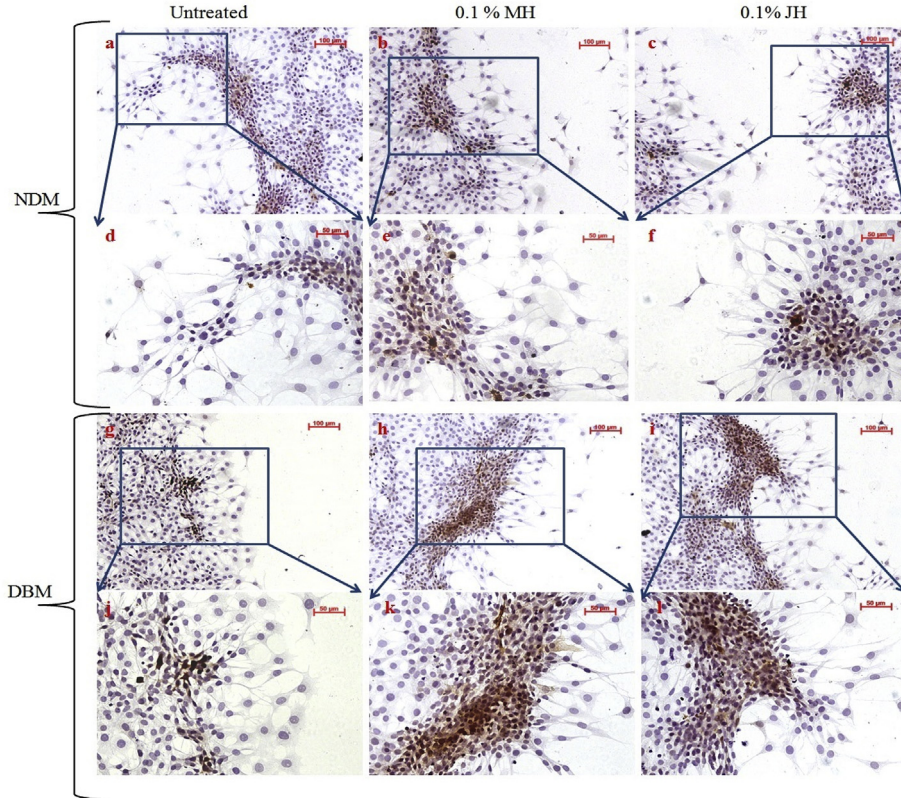 Untreated 0.1 % MH 0.1% JH
a 100 µm b 100 µm c 100 µm
NDM
d 50 µm e 50 µm f 50 µm
g 100 µm h 100 µm i 100 µm
DBM
j 50 µm k 50 µm l 50 µm